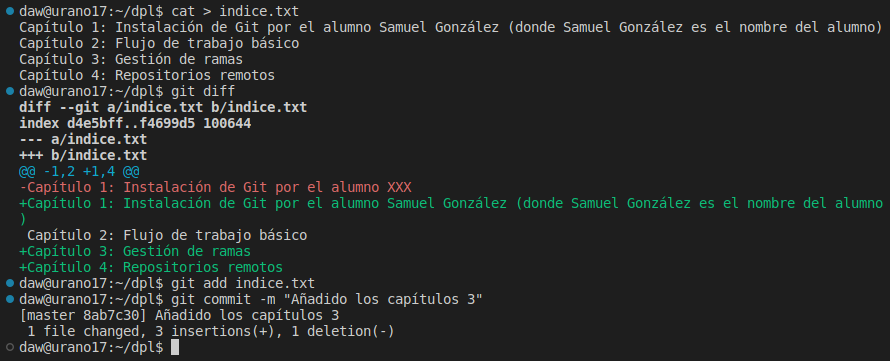 daw@urano17:~/dpl$ cat > indice.txt
Capítulo 1: Instalación de Git por el alumno Samuel González (donde Samuel González es el nombre del alumno)
Capítulo 2: Flujo de trabajo básico
Capítulo 3: Gestión de ramas
Capítulo 4: Repositorios remotos
daw@urano17:~/dpl$ git diff
diff --git a/indice.txt b/indice.txt
index d4e5bff..f4699d5 100644
--- a/indice.txt
+++ b/indice.txt
@@ -1,2 +1,4 @@
-Capítulo 1: Instalación de Git por el alumno XXX
+Capítulo 1: Instalación de Git por el alumno Samuel González (donde Samuel González es el nombre del alumno
)
 Capítulo 2: Flujo de trabajo básico
+Capítulo 3: Gestión de ramas
+Capítulo 4: Repositorios remotos
daw@urano17:~/dpl$ git add indice.txt
daw@urano17:~/dpl$ git commit -m "Añadido los capítulos 3"
[master 8ab7c30] Añadido los capítulos 3
 1 file changed, 3 insertions(+), 1 deletion(-)
daw@urano17:~/dpl$